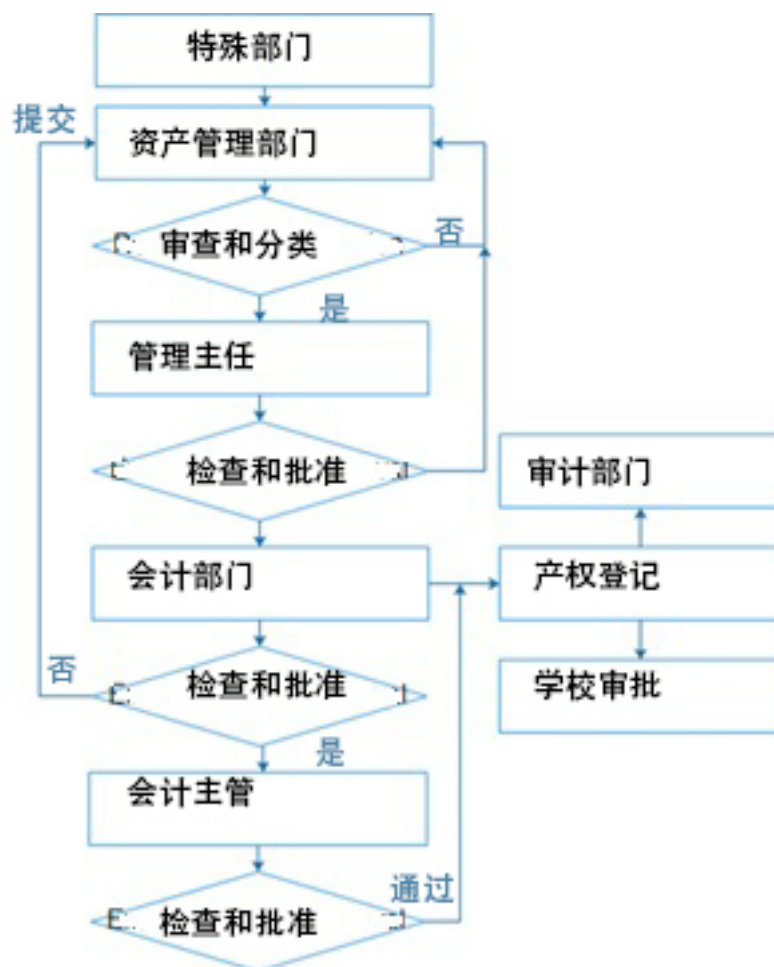 特殊部门
提交
资产管理部门
审查和分类
否
是
管理主任
检查和批准
审计部门
会计部门
产权登记
否
检查和批准
学校审批
是
会计主管
通过
检查和批准